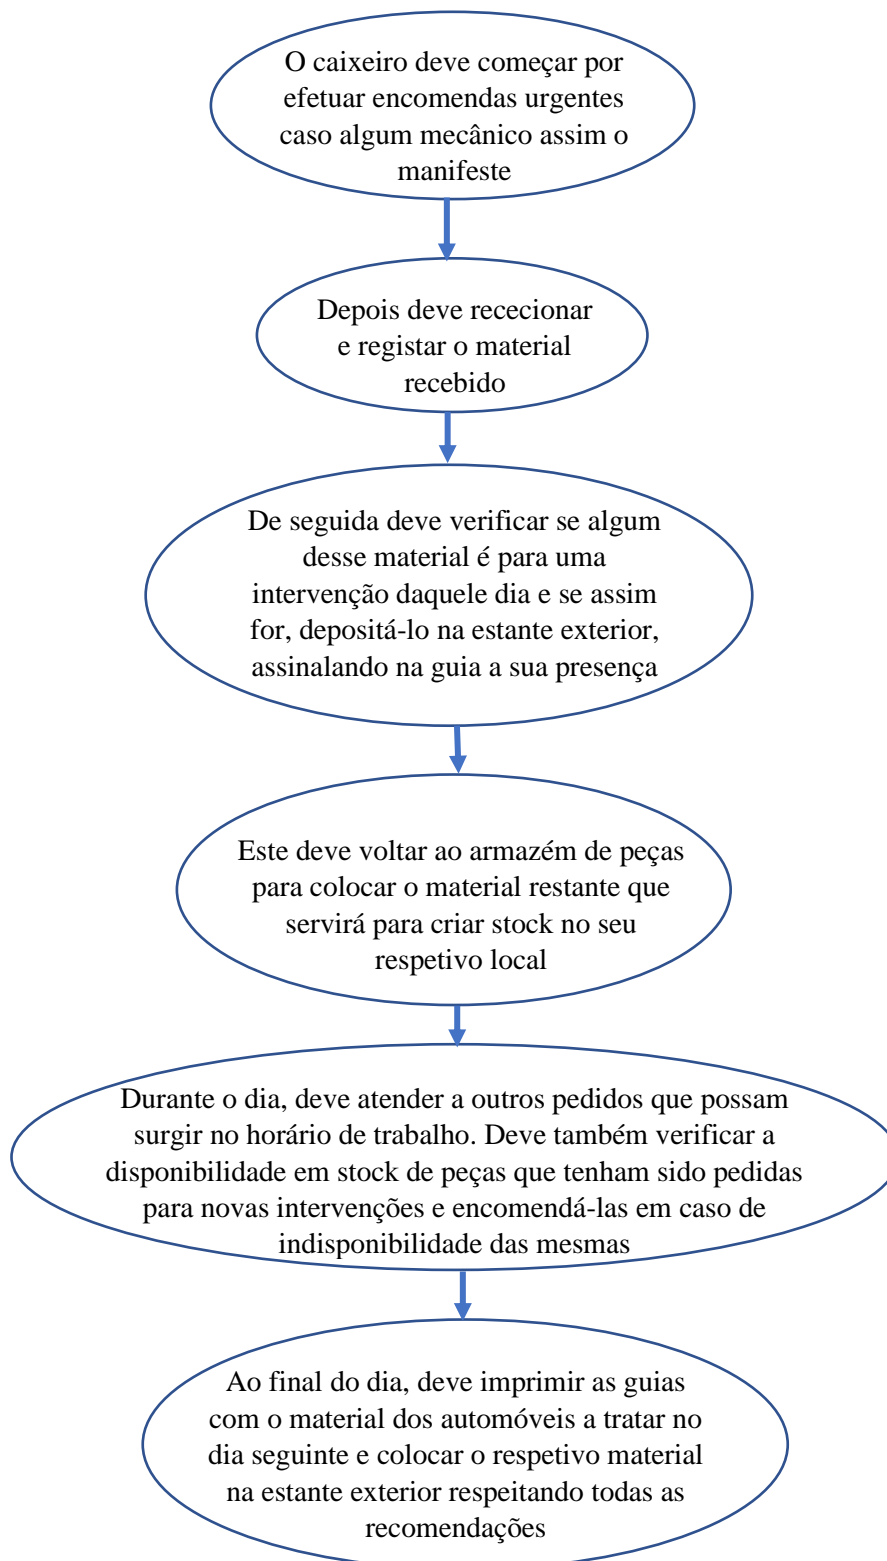 O caixeiro deve começar por
efetuar encomendas urgentes
caso algum mecânico assim o
manifeste
Depois deve rececionar
e registar o material
recebido
De seguida deve verificar se algum
desse material é para uma
intervenção daquele dia e se assim
for, depositá-lo na estante exterior,
assinalando na guia a sua presença
Este deve voltar ao armazém de peças
para colocar o material restante que
servirá para criar stock no seu
respetivo local
Durante o dia, deve atender a outros pedidos que possam
surgir no horário de trabalho. Deve também verificar a
disponibilidade em stock de peças que tenham sido pedidas
para novas intervenções e encomendá-las em caso de
indisponibilidade das mesmas
Ao final do dia, deve imprimir as guias
com o material dos automóveis a tratar no
dia seguinte e colocar o respetivo material
na estante exterior respeitando todas as
recomendações